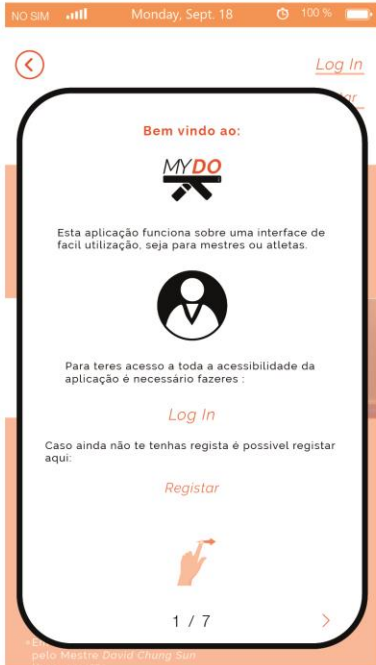 NO SIM Monday, Sept. 18 100 %
Log In
Bem vindo ao:
MYDO
Esta aplicação funciona sobre uma interface de
facil utilização, seja para mestres ou atletas.
Para teres acesso a toda a acessibilidade da
aplicação é necessário fazeres :
Log In
Caso ainda não te tenhas regista é possivel registar
aqui:
Registar
1 / 7
pelo Mestre David Chung Sun